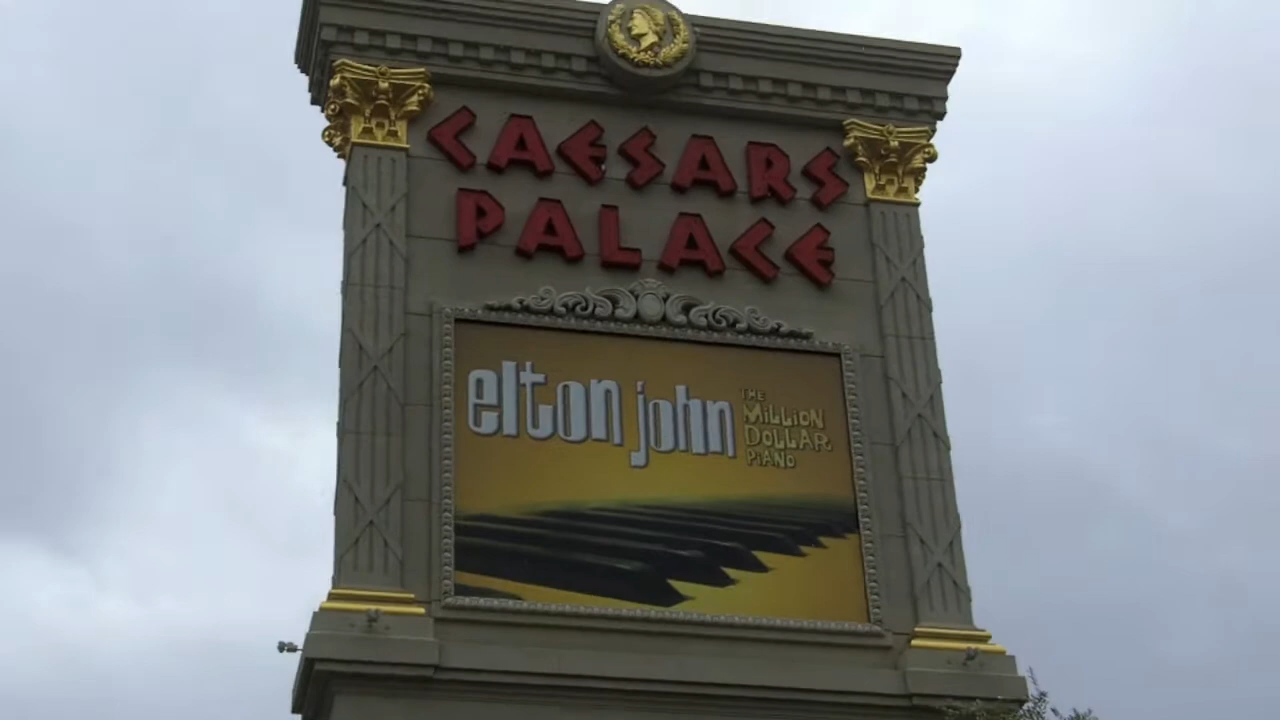 CAESARS
PALACE
elton john
THE
MiLLiON
DOLLAR
PiANO